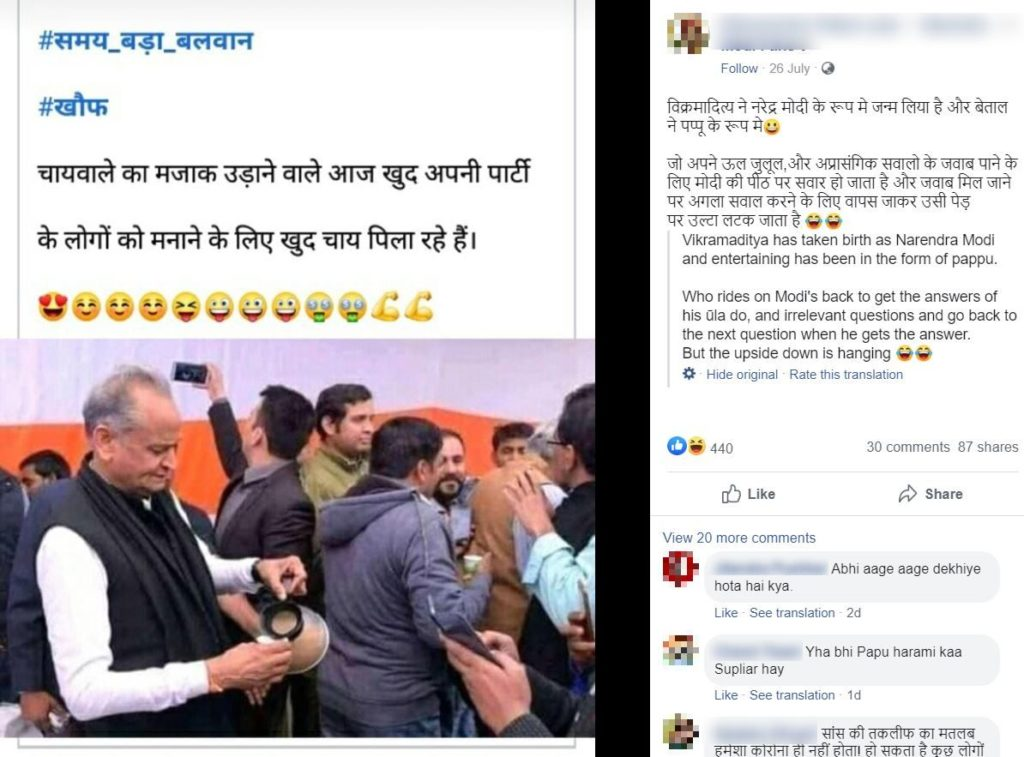 #समय_बड़ा_बलवान
#खौफ
चायवाले का मजाक उड़ाने वाले आज खुद अपनी पार्टी
के लोगों को मनाने के लिए खुद चाय पिला रहे हैं।
😍☺️☺️☺️😝🤪🤪🤪🤑🤑💪💪
Follow · 26 July ·
विक्रमादित्य ने नरेद्र मोदी के रूप मे जन्म लिया है और बेताल
ने पप्पू के रूप मे😀
जो अपने ऊल जुलूल,और अप्रासंगिक सवालो के जवाब पाने के
लिए मोदी की पीठ पर सवार हो जाता है और जवाब मिल जाने
पर अगला सवाल करने के लिए वापस जाकर उसी पेड़
पर उल्टा लटक जाता है 😂😂
Vikramaditya has taken birth as Narendra Modi
and entertaining has been in the form of pappu.
Who rides on Modi's back to get the answers of
his ūla do, and irrelevant questions and go back to
the next question when he gets the answer.
But the upside down is hanging 😂😂
· Hide original · Rate this translation
440
30 comments 87 shares
Like Share
View 20 more comments
Abhi aage aage dekhiye
hota hai kya.
Like · See translation · 2d
Yha bhi Papu harami kaa
Supliar hay
Like · See translation · 1d
सांस की तकलीफ का मतलब
हमेशा कोरोना ही नहीं होता! हो सकता है कुछ लोगों